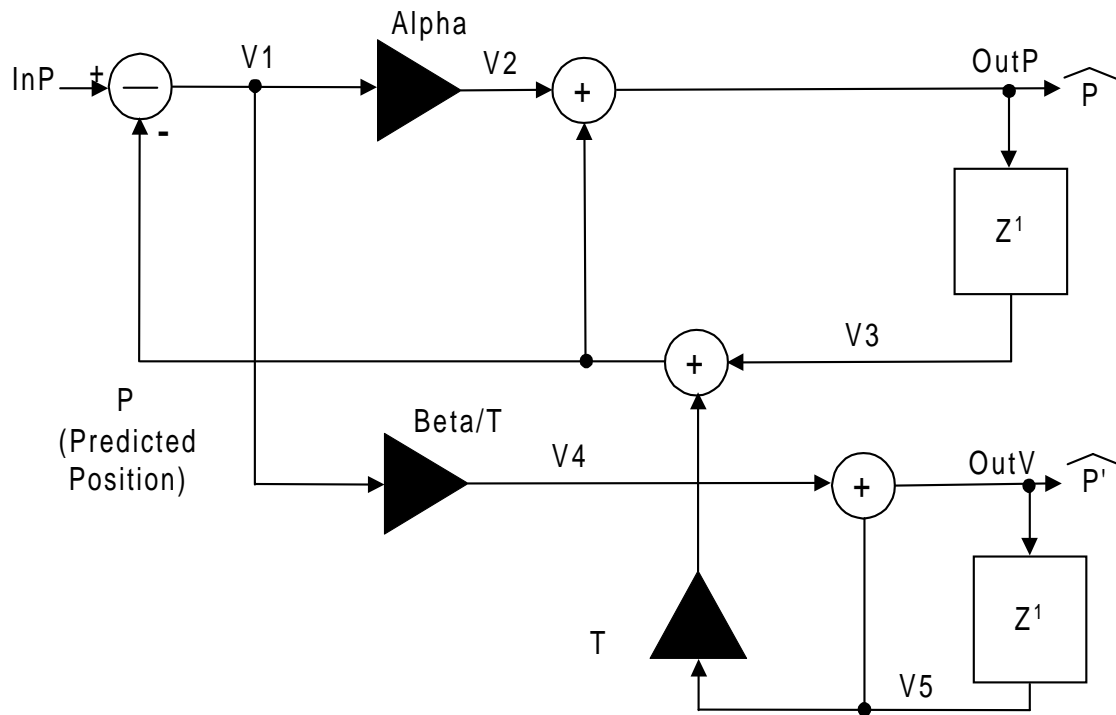 Alpha
V1
V2
OutP
InP
+
—
+
P
-
Z¹
V3
+
P
(Predicted
Position)
Beta/T
V4
OutV
+
P'
Z¹
T
V5